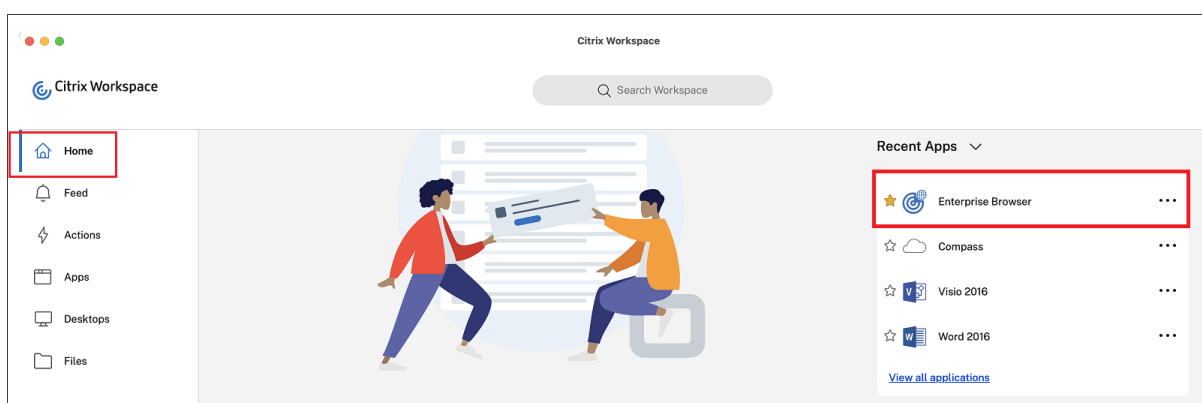 Citrix Workspace
Citrix Workspace
Search Workspace
Home
Feed
Actions
Apps
Desktops
Files
Recent Apps
Enterprise Browser
Compass
Visio 2016
Word 2016
View all applications